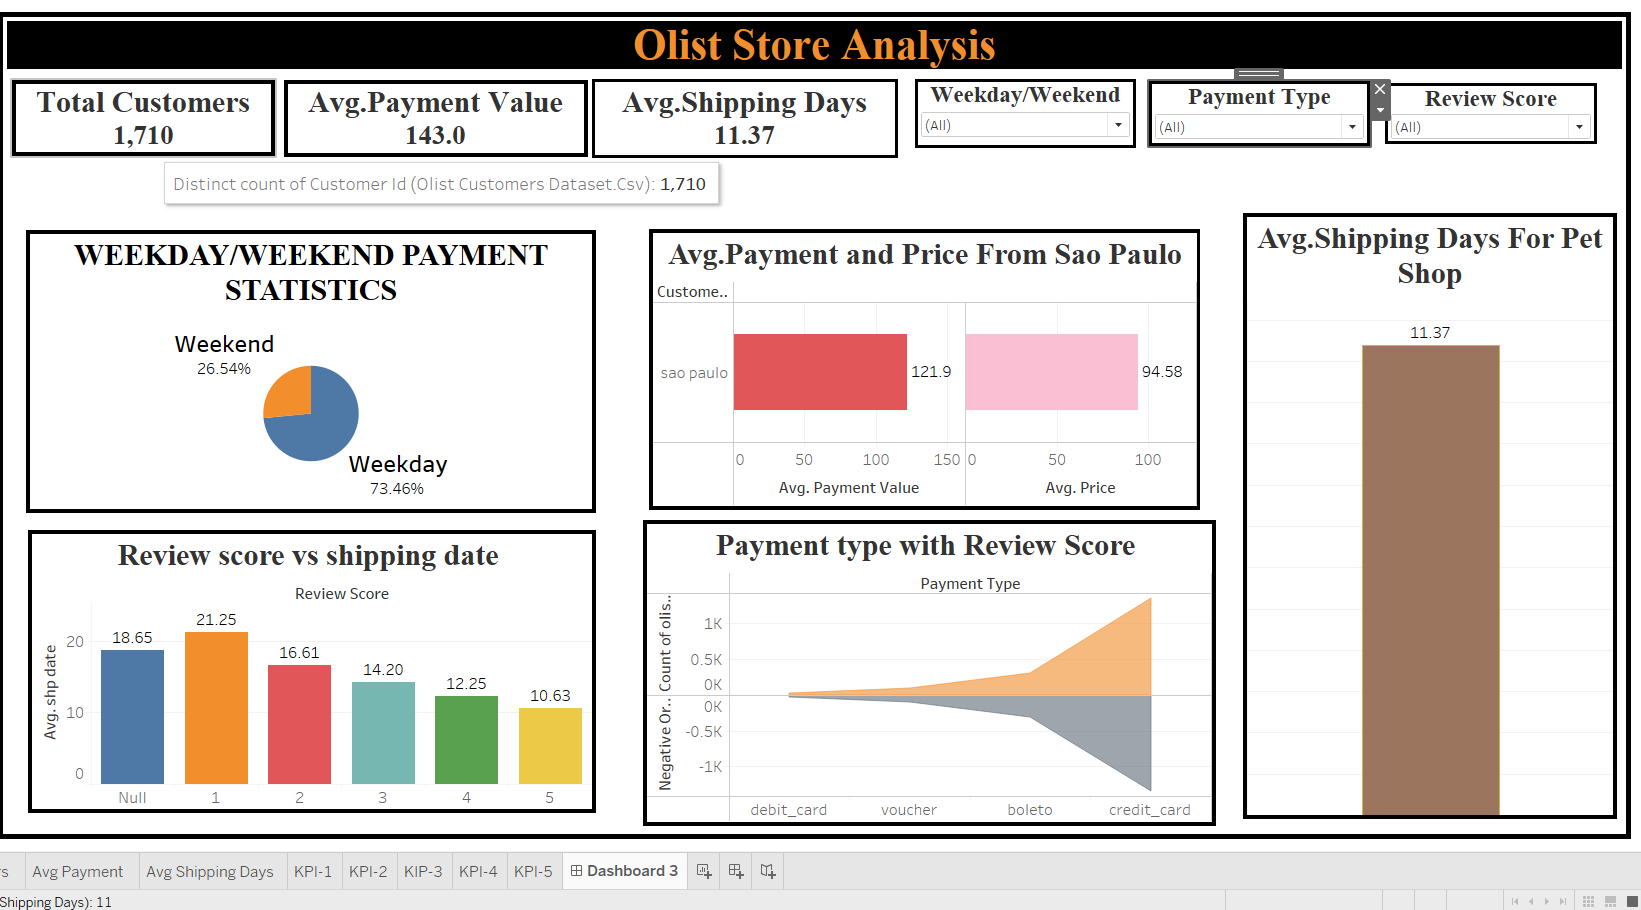 Olist Store Analysis
Total Customers
1,710
Avg.Payment Value
143.0
Avg.Shipping Days
11.37
Weekday/Weekend
(All)
Payment Type
(All)
Review Score
(All)
Distinct count of Customer Id (Olist Customers Dataset.Csv): 1,710
WEEKDAY/WEEKEND PAYMENT
STATISTICS
Weekend
26.54%
Weekday
73.46%
Avg.Payment and Price From Sao Paulo
Custome..
sao paulo
121.9
94.58
0 50 100 150 0 50 100
Avg. Payment Value
Avg. Price
Avg.Shipping Days For Pet
Shop
11.37
Review score vs shipping date
Review Score
Avg. shp date
20
10
0
18.65
21.25
16.61
14.20
12.25
10.63
Null 1 2 3 4 5
Payment type with Review Score
Payment Type
Count of olis..
1K
0.5K
0K
Negative Or..
0K
-0.5K
-1K
debit_card voucher boleto credit_card
rs Avg Payment Avg Shipping Days KPI-1 KPI-2 KIP-3 KPI-4 KPI-5 Dashboard 3
Shipping Days): 11